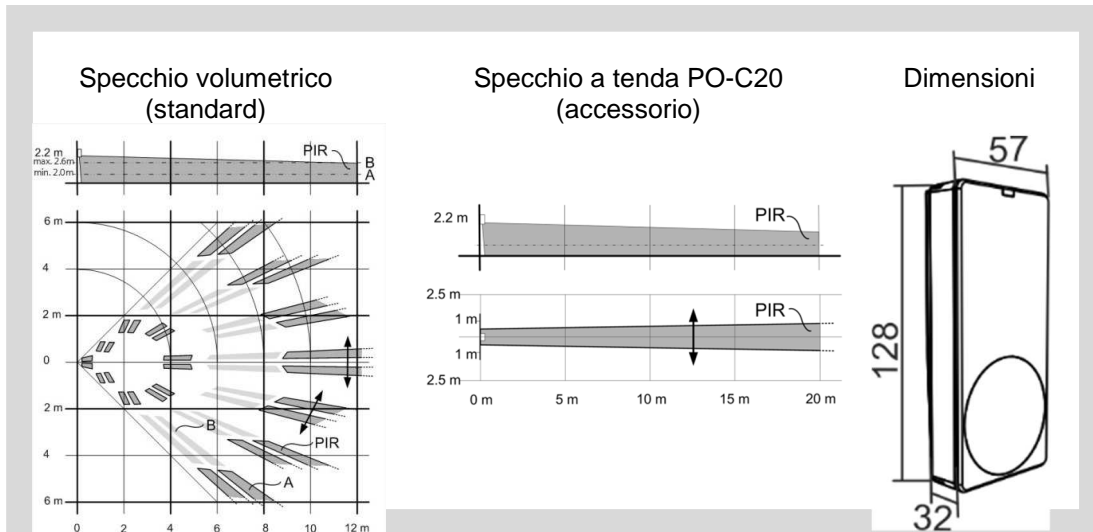 Specchio volumetrico
(standard)
2.2 m
max. 2.6m
min. 2.0m
PIR
B
A
6 m
4
2 m
0
2 m
4
6 m
B
PIR
A
0 2 4 6 8 10 12 m
Specchio a tenda PO-C20
(accessorio)
2.2 m
PIR
2.5 m
1 m
1 m
2.5 m
PIR
0 m 5 m 10 m 15 m 20 m
Dimensioni
57
128
32